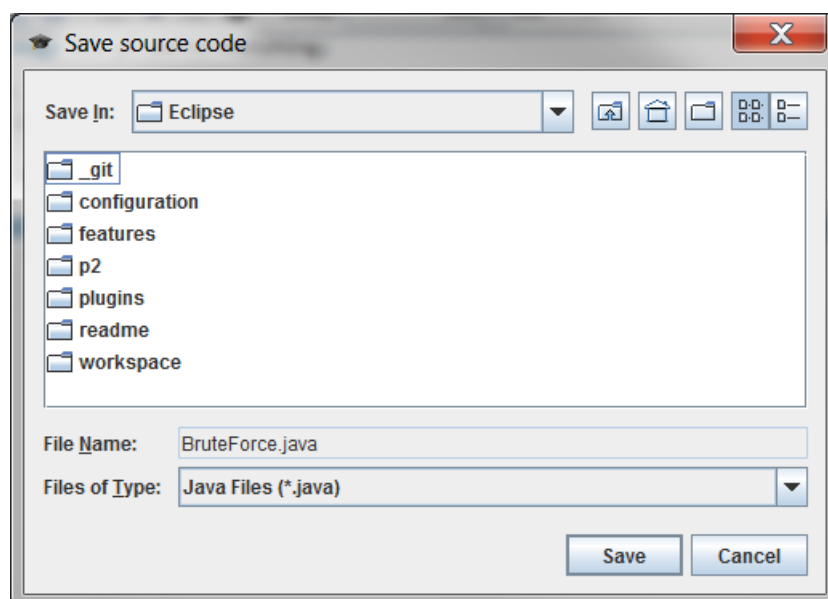 Save source code
Save In: Eclipse
_git
configuration
features
p2
plugins
readme
workspace
File Name: BruteForce.java
Files of Type: Java Files (*.java)
Save Cancel